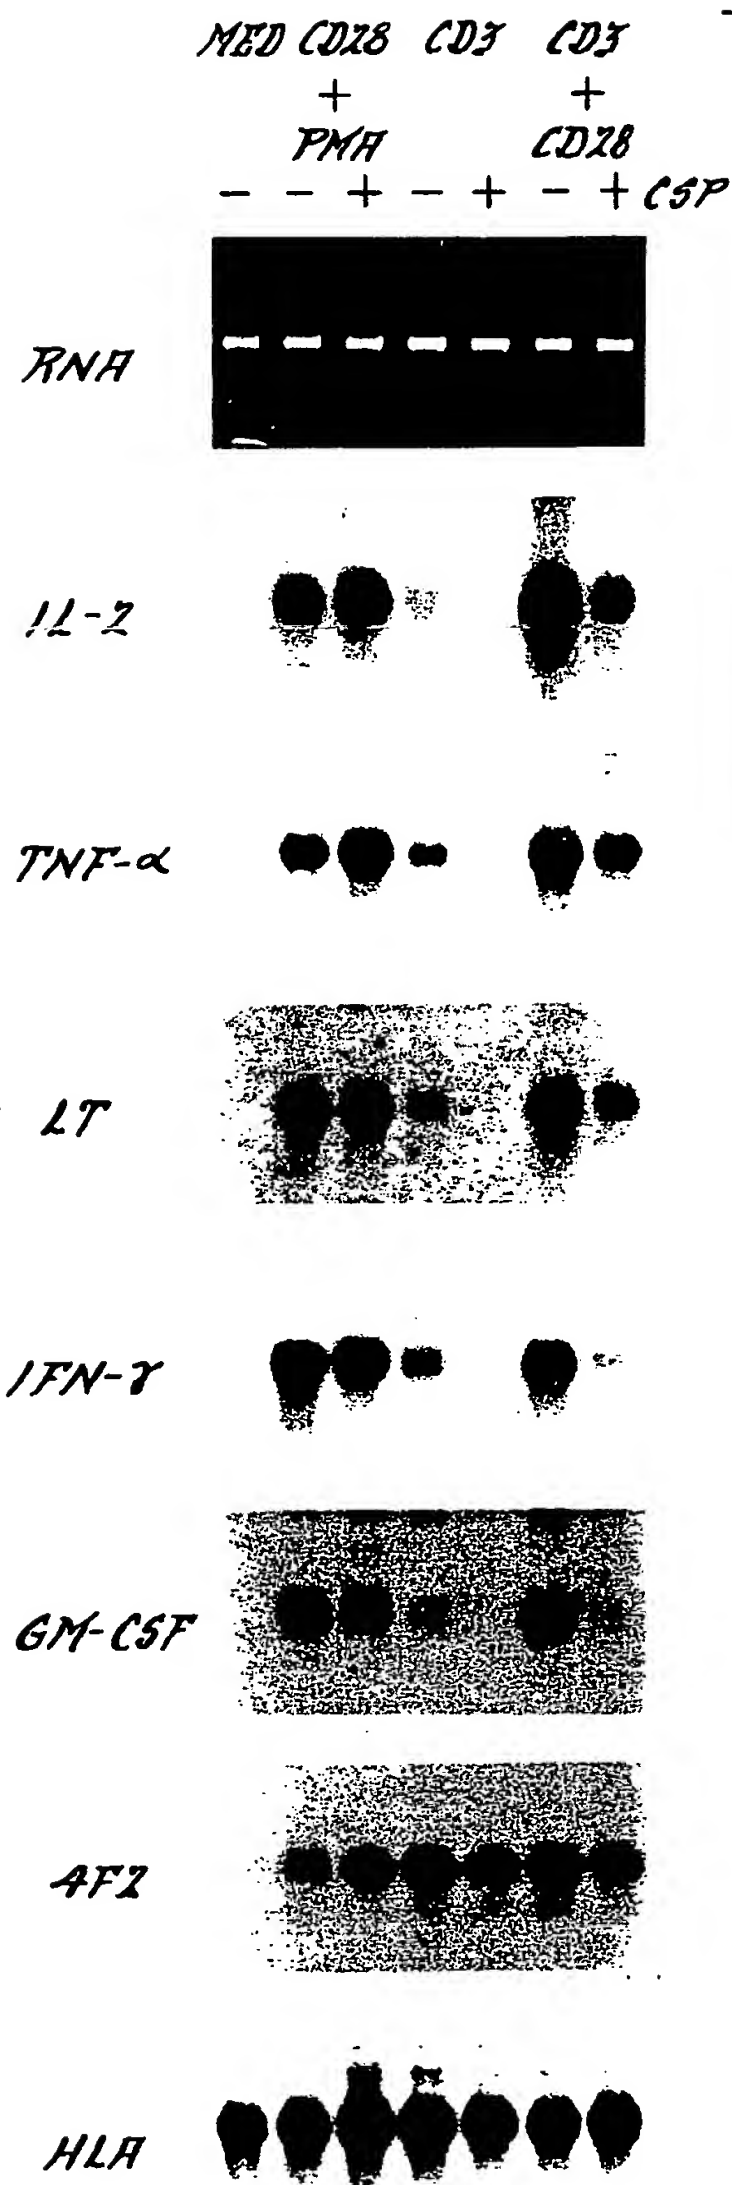 MED CD28 CD3 CD3
+ +
PMA CD28
- - + - + - + CSP
RNA
IL-2
TNF-α
LT
IFN-γ
GM-CSF
4F2
HLA